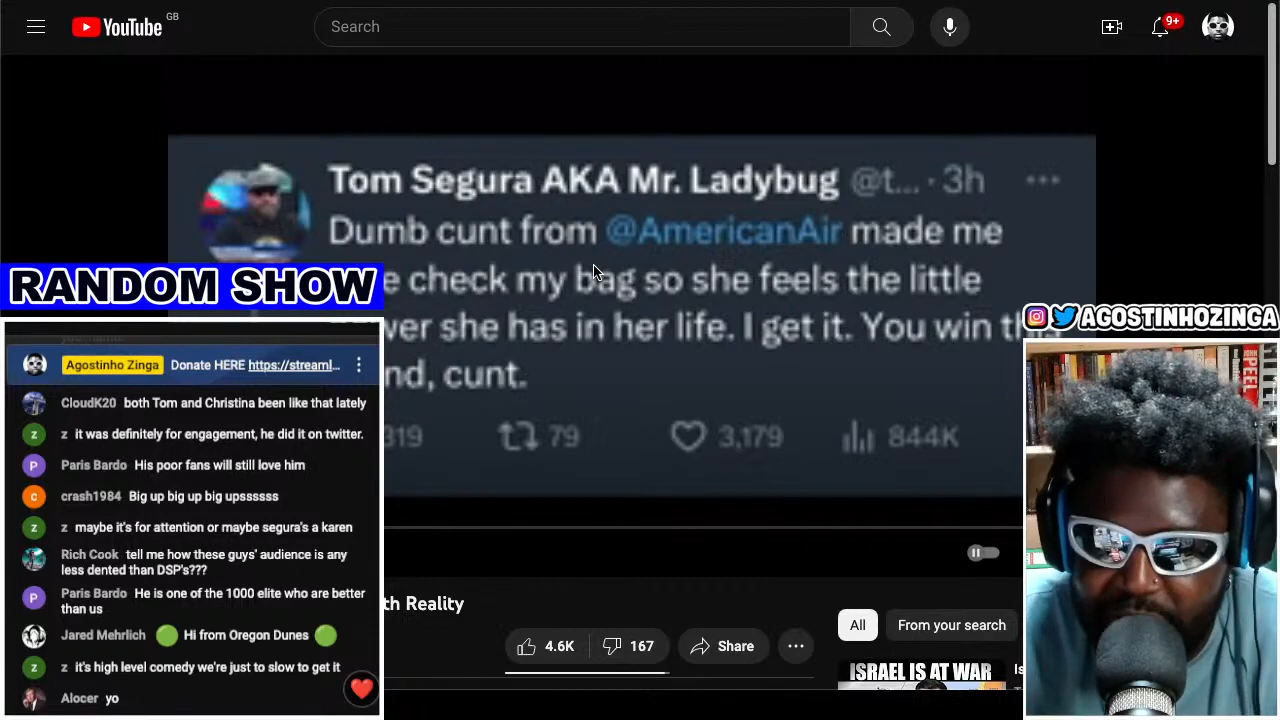 YouTube GB
Search
9+
Tom Segura AKA Mr. Ladybug @t... · 3h
Dumb cunt from @AmericanAir made me
check my bag so she feels the little
she has in her life. I get it. You win
cunt.
319 79 3,179 844K
RANDOM SHOW
Agostinho Zinga Donate HERE https://streaml...
CloudK20 both Tom and Christina been like that lately
z it was definitely for engagement, he did it on twitter.
Paris Bardo His poor fans will still love him
crash1984 Big up big up big upssssss
z maybe it's for attention or maybe segura's a karen
Rich Cook tell me how these guys' audience is any
less dented than DSP's???
Paris Bardo He is one of the 1000 elite who are better
than us
Jared Mehrlich Hi from Oregon Dunes
z it's high level comedy we're just to slow to get it
Alocer yo
AGOSTINHOZINGA
Reality
4.6K 167 Share
All From your search
ISRAEL IS AT WAR
JOHN PEEL